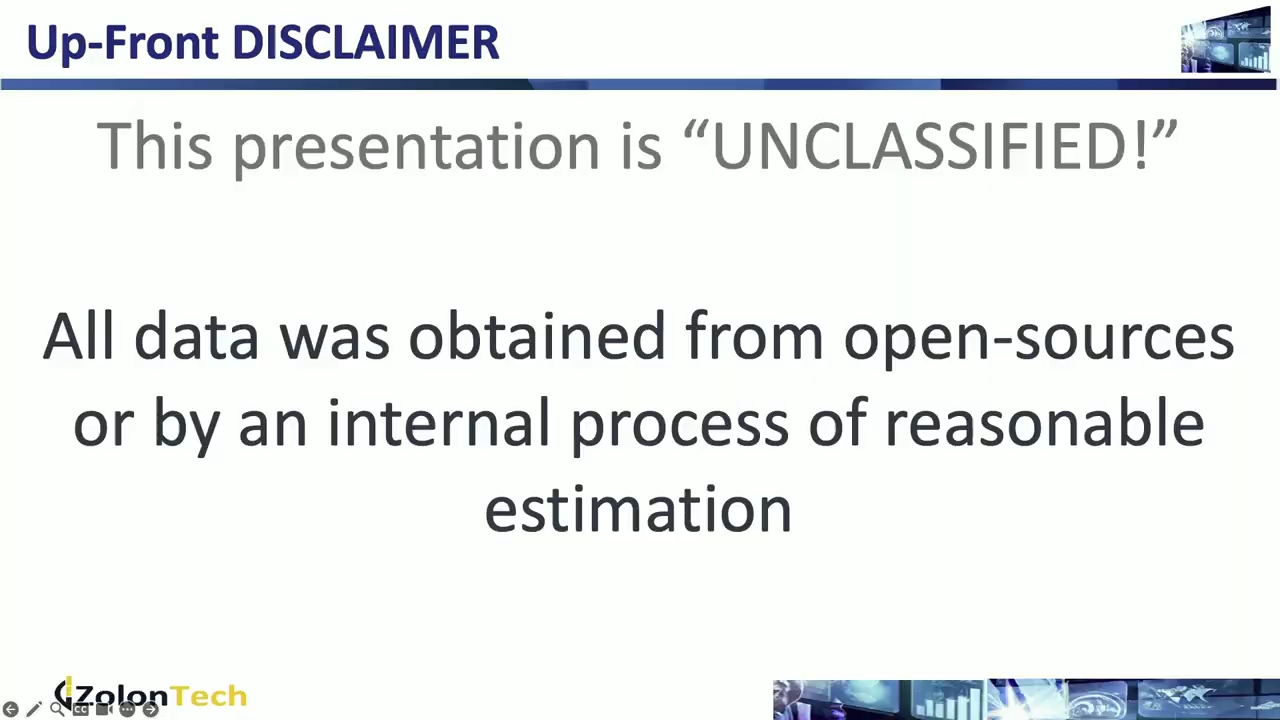 Up-Front DISCLAIMER
This presentation is “UNCLASSIFIED!”
All data was obtained from open-sources
or by an internal process of reasonable
estimation
ZolonTech